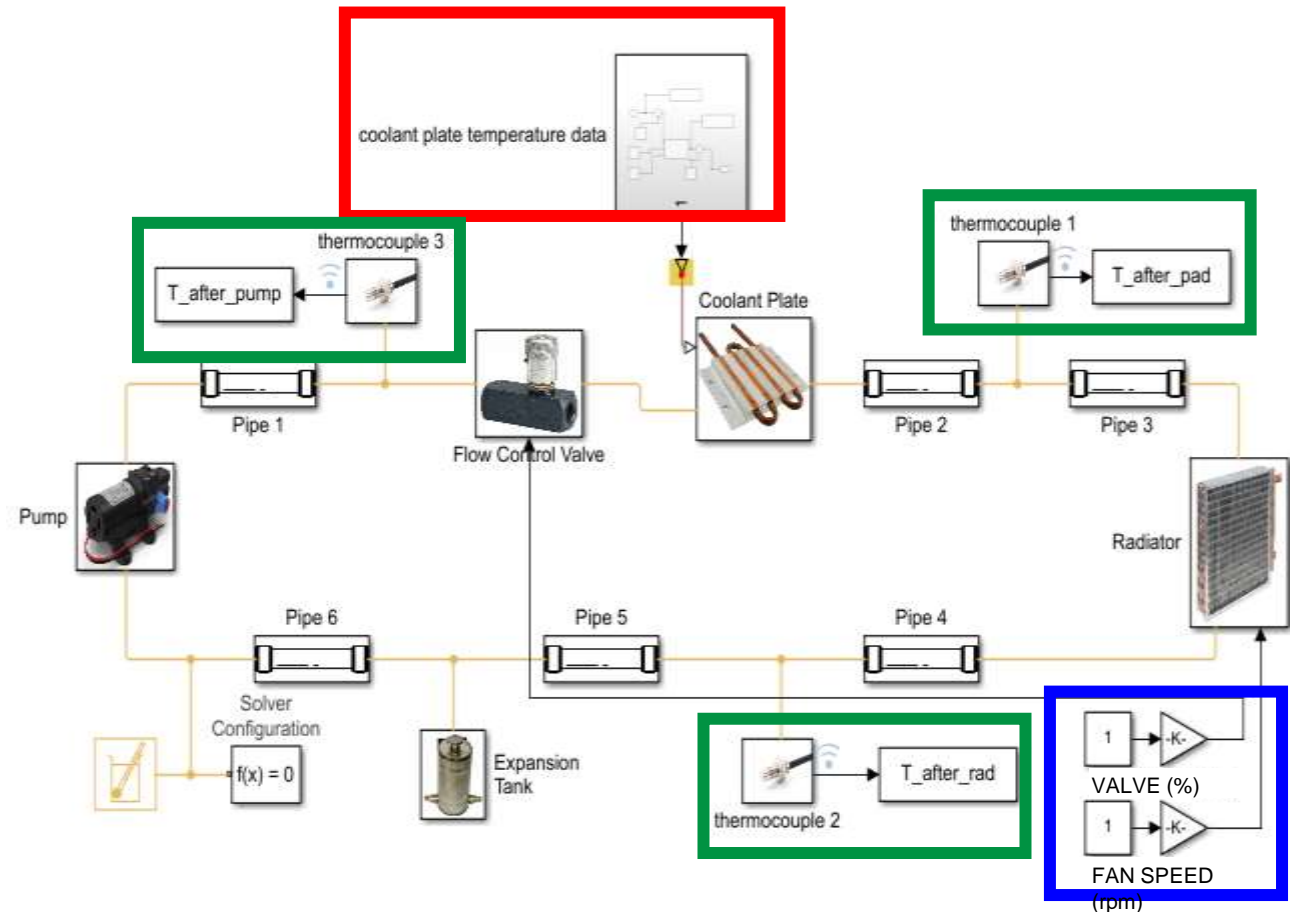 coolant plate temperature data
1
thermocouple 3
T_after_pump
thermocouple 1
T_after_pad
Coolant Plate
Pipe 1
Flow Control Valve
Pipe 2
Pipe 3
Pump
Radiator
Pipe 6
Pipe 5
Pipe 4
Solver
Configuration
f(x) = 0
Expansion
Tank
T_after_rad
thermocouple 2
1
-K-
VALVE (%)
1
-K-
FAN SPEED
(rpm)